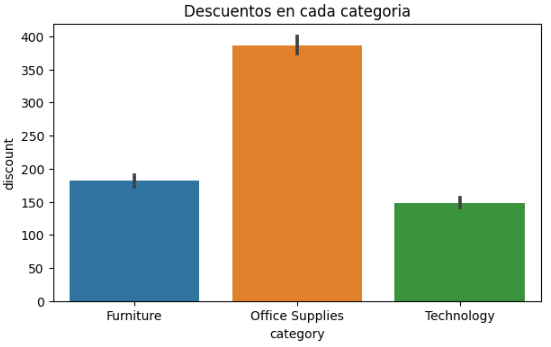 Descuentos en cada categoria
400
350
300
250
200
150
100
50
0
discount
Furniture
Office Supplies
Technology
category